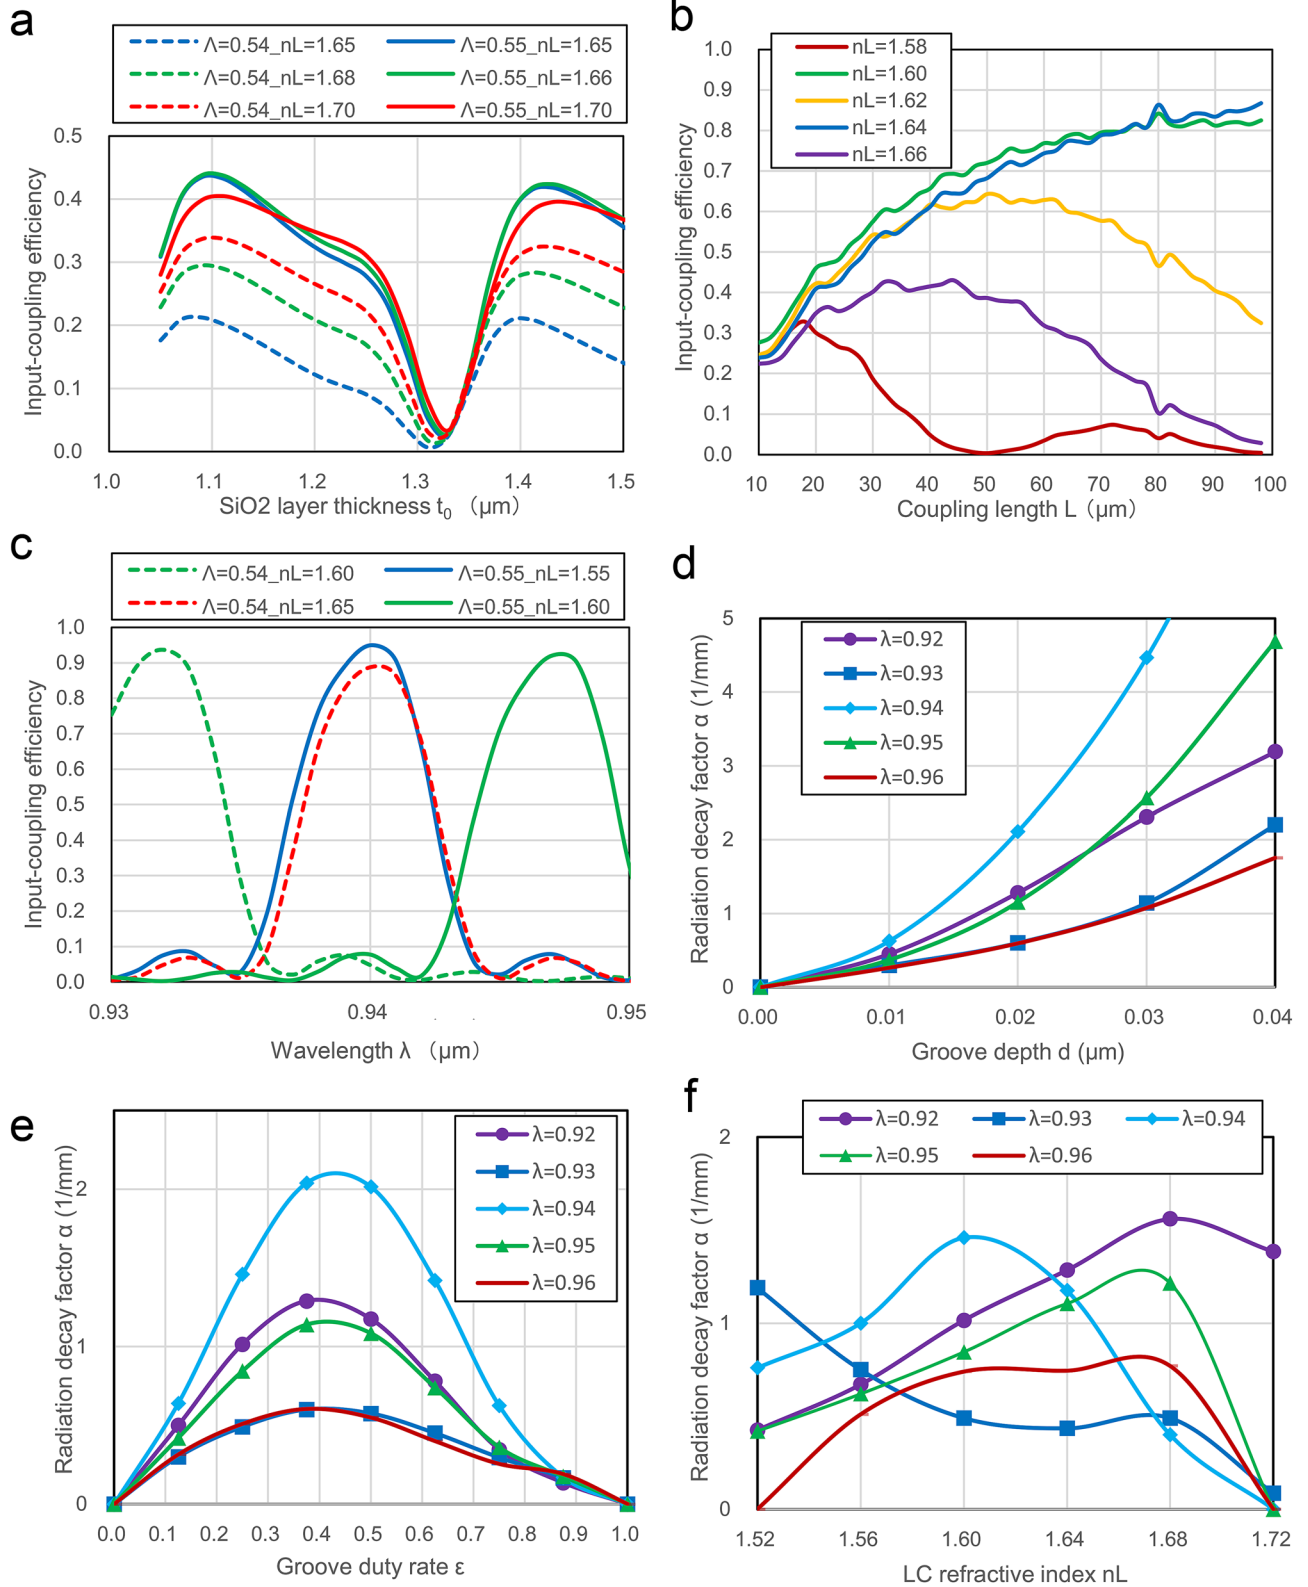 a
Λ=0.54_nL=1.65
Λ=0.55_nL=1.65
Λ=0.54_nL=1.68
Λ=0.55_nL=1.66
Λ=0.54_nL=1.70
Λ=0.55_nL=1.70
Input-coupling efficiency
0.5
0.4
0.3
0.2
0.1
0.0
1.0 1.1 1.2 1.3 1.4 1.5
SiO2 layer thickness t0 (μm)
b
nL=1.58
nL=1.60
nL=1.62
nL=1.64
nL=1.66
Input-coupling efficiency
1.0
0.9
0.8
0.7
0.6
0.5
0.4
0.3
0.2
0.1
0.0
10 20 30 40 50 60 70 80 90 100
Coupling length L (μm)
c
Λ=0.54_nL=1.60
Λ=0.55_nL=1.55
Λ=0.54_nL=1.65
Λ=0.55_nL=1.60
Input-coupling efficiency
1.0
0.9
0.8
0.7
0.6
0.5
0.4
0.3
0.2
0.1
0.0
0.93 0.94 0.95
Wavelength λ (μm)
d
λ=0.92
λ=0.93
λ=0.94
λ=0.95
λ=0.96
Radiation decay factor α (1/mm)
5
4
3
2
1
0
0.00 0.01 0.02 0.03 0.04
Groove depth d (μm)
e
λ=0.92
λ=0.93
λ=0.94
λ=0.95
λ=0.96
Radiation decay factor α (1/mm)
2
1
0
0.0 0.1 0.2 0.3 0.4 0.5 0.6 0.7 0.8 0.9 1.0
Groove duty rate ε
f
λ=0.92
λ=0.93
λ=0.94
λ=0.95
λ=0.96
Radiation decay factor α (1/mm)
2
1
0
1.52 1.56 1.60 1.64 1.68 1.72
LC refractive index nL